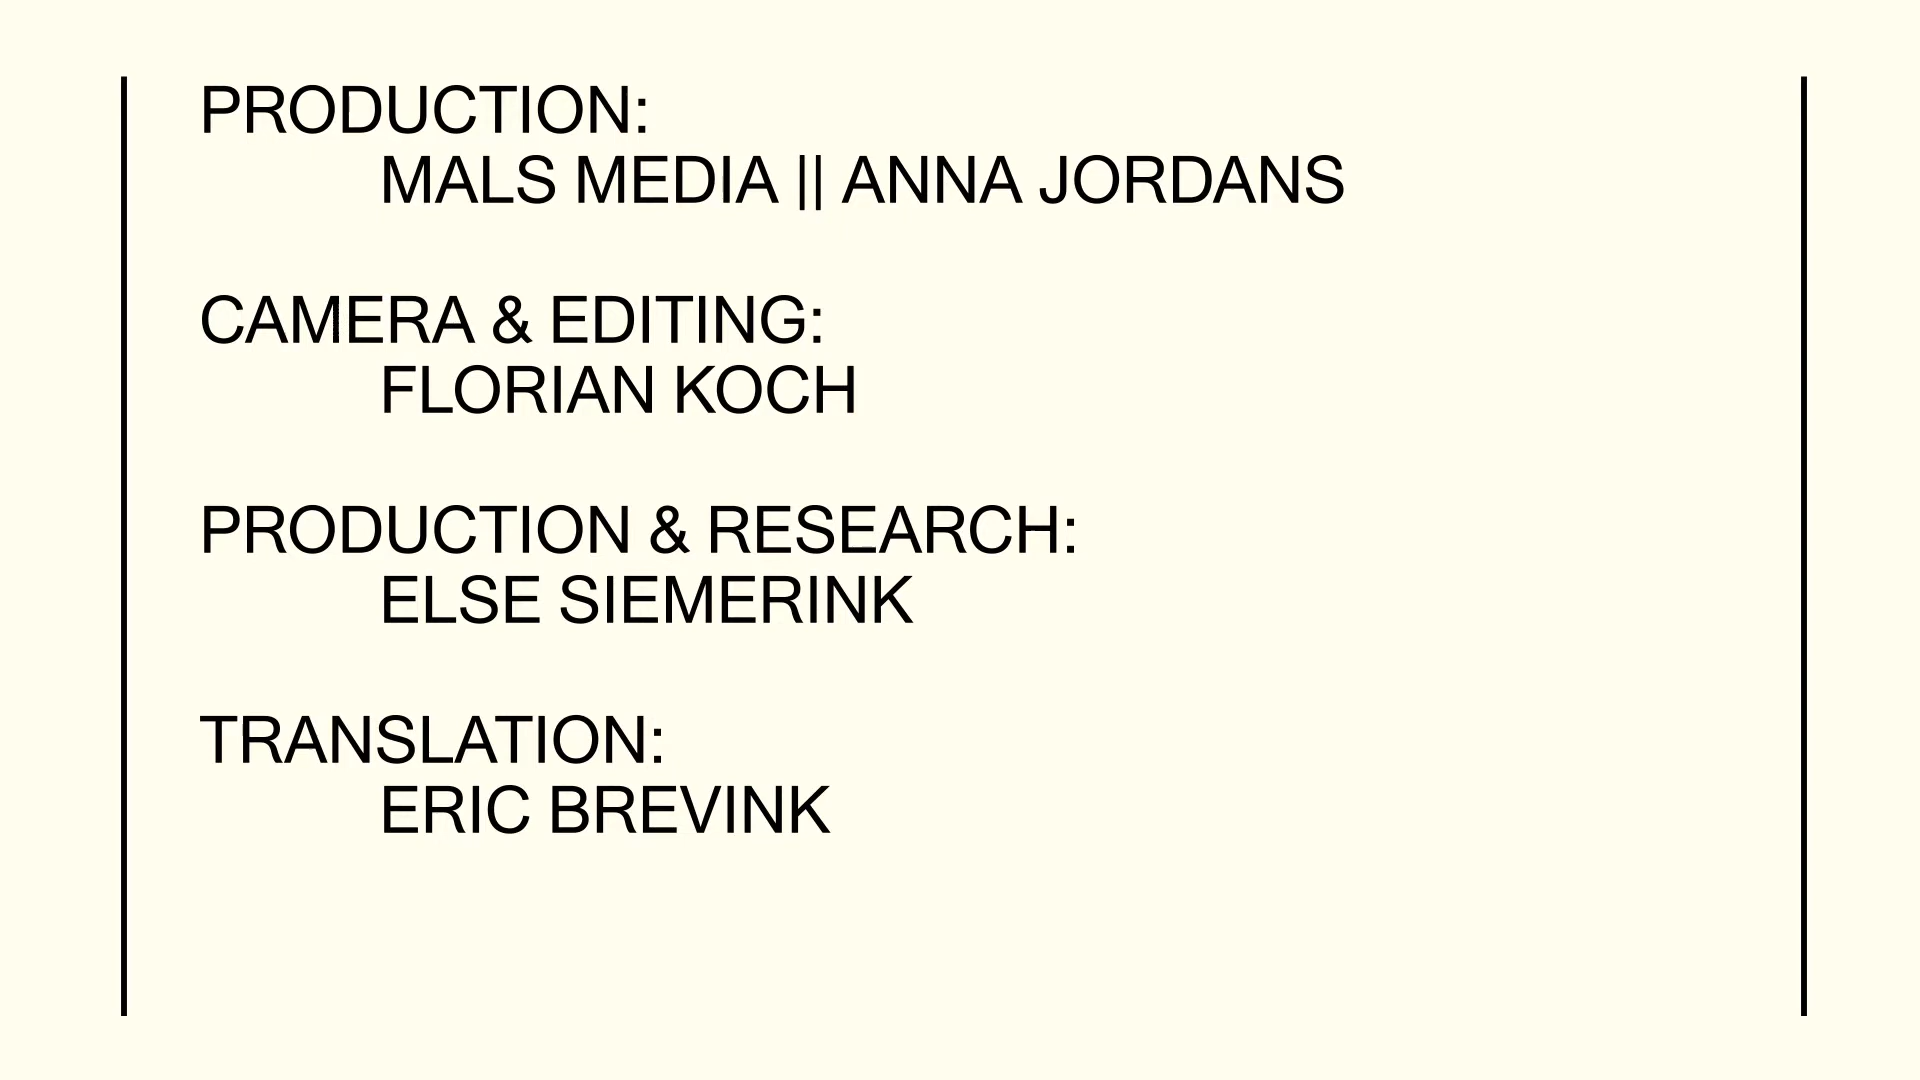 PRODUCTION:
MALS MEDIA || ANNA JORDANS
CAMERA & EDITING:
FLORIAN KOCH
PRODUCTION & RESEARCH:
ELSE SIEMERINK
TRANSLATION:
ERIC BREVINK